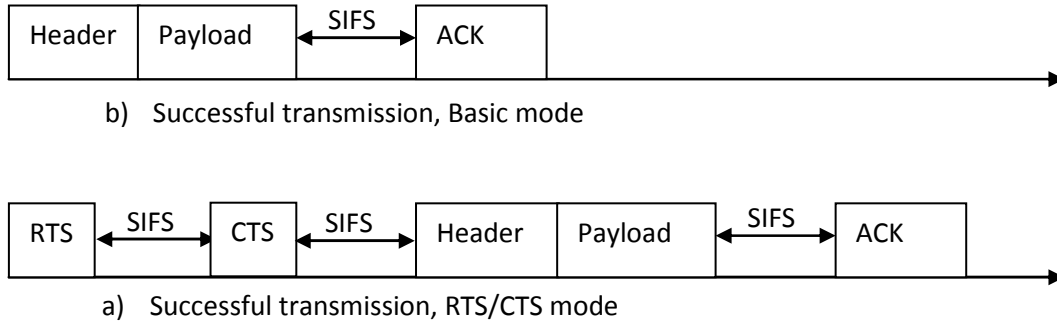 SIFS
Header Payload ACK
b) Successful transmission, Basic mode
SIFS SIFS SIFS
RTS CTS Header Payload ACK
a) Successful transmission, RTS/CTS mode